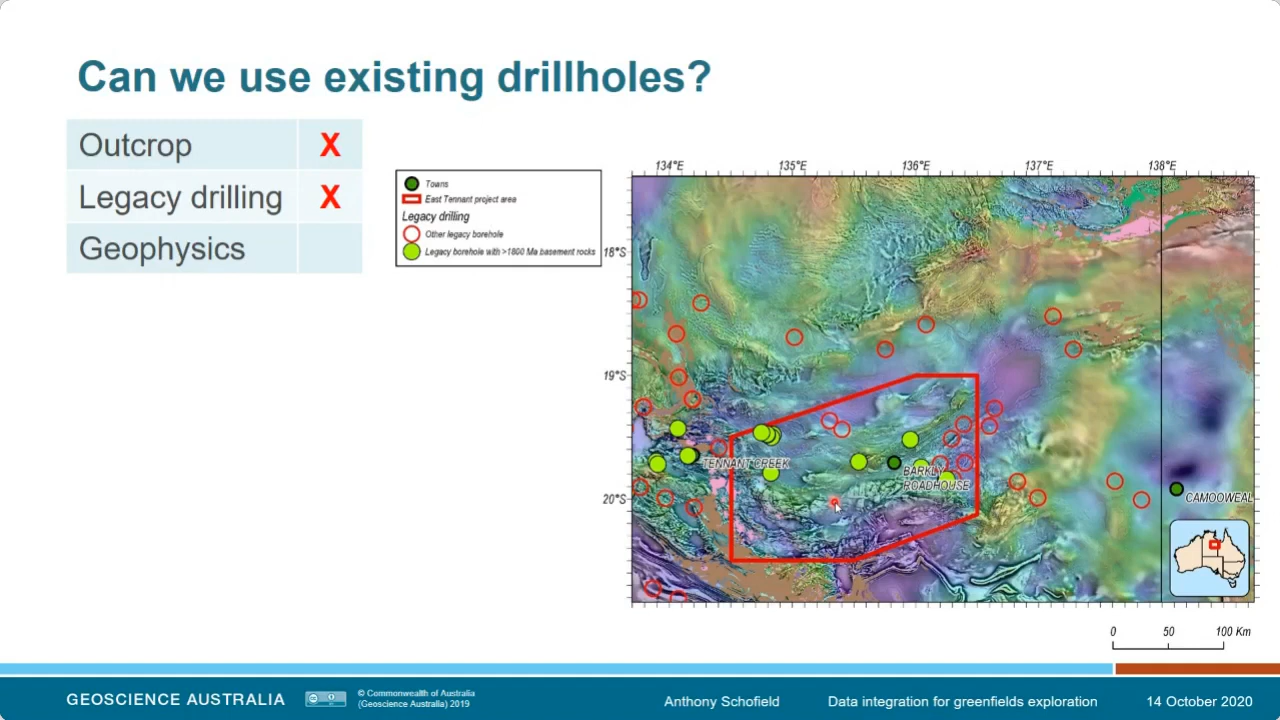 Can we use existing drillholes?
Outcrop X
Legacy drilling X
Geophysics
Towns
East Tennant project area
Legacy drilling
Other legacy borehole
Legacy borehole with >1800 Ma basement rocks
134°E 135°E 136°E 137°E 138°E
18°S
19°S
20°S
TENNANT CREEK
BARKLY
ROADHOUSE
CAMOOWEAL
0 50 100 Km
GEOSCIENCE AUSTRALIA
© Commonwealth of Australia
(Geoscience Australia) 2019
Anthony Schofield
Data integration for greenfields exploration
14 October 2020